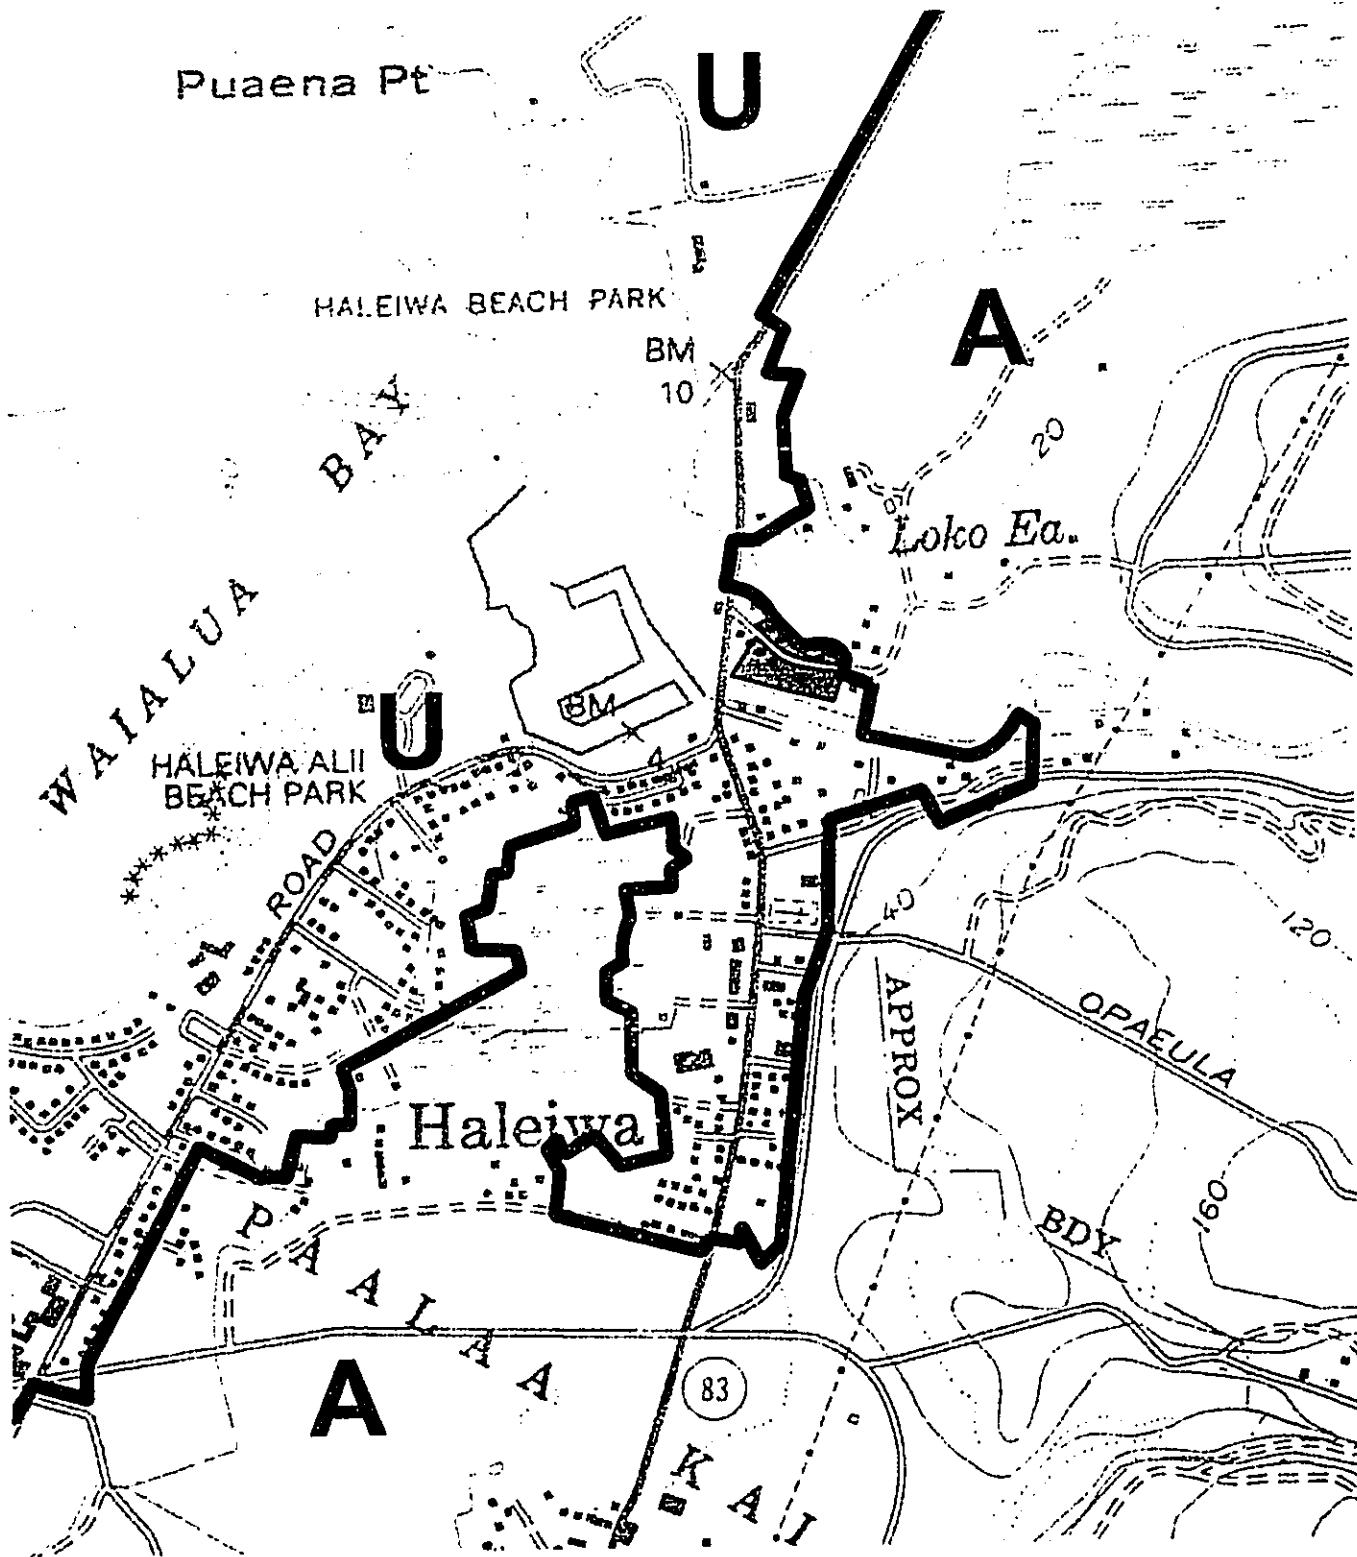 U
Puaena Pt
HALEIWA BEACH PARK
A
BM
10
WAIALUA BAY
20
Loko Ea.
U
BM
4
HALEIWA ALII
BEACH PARK
ROAD
40
120
APPROX
OPAEULA
Haleiwa
BDY
160
PAALAA
KAI
A
83